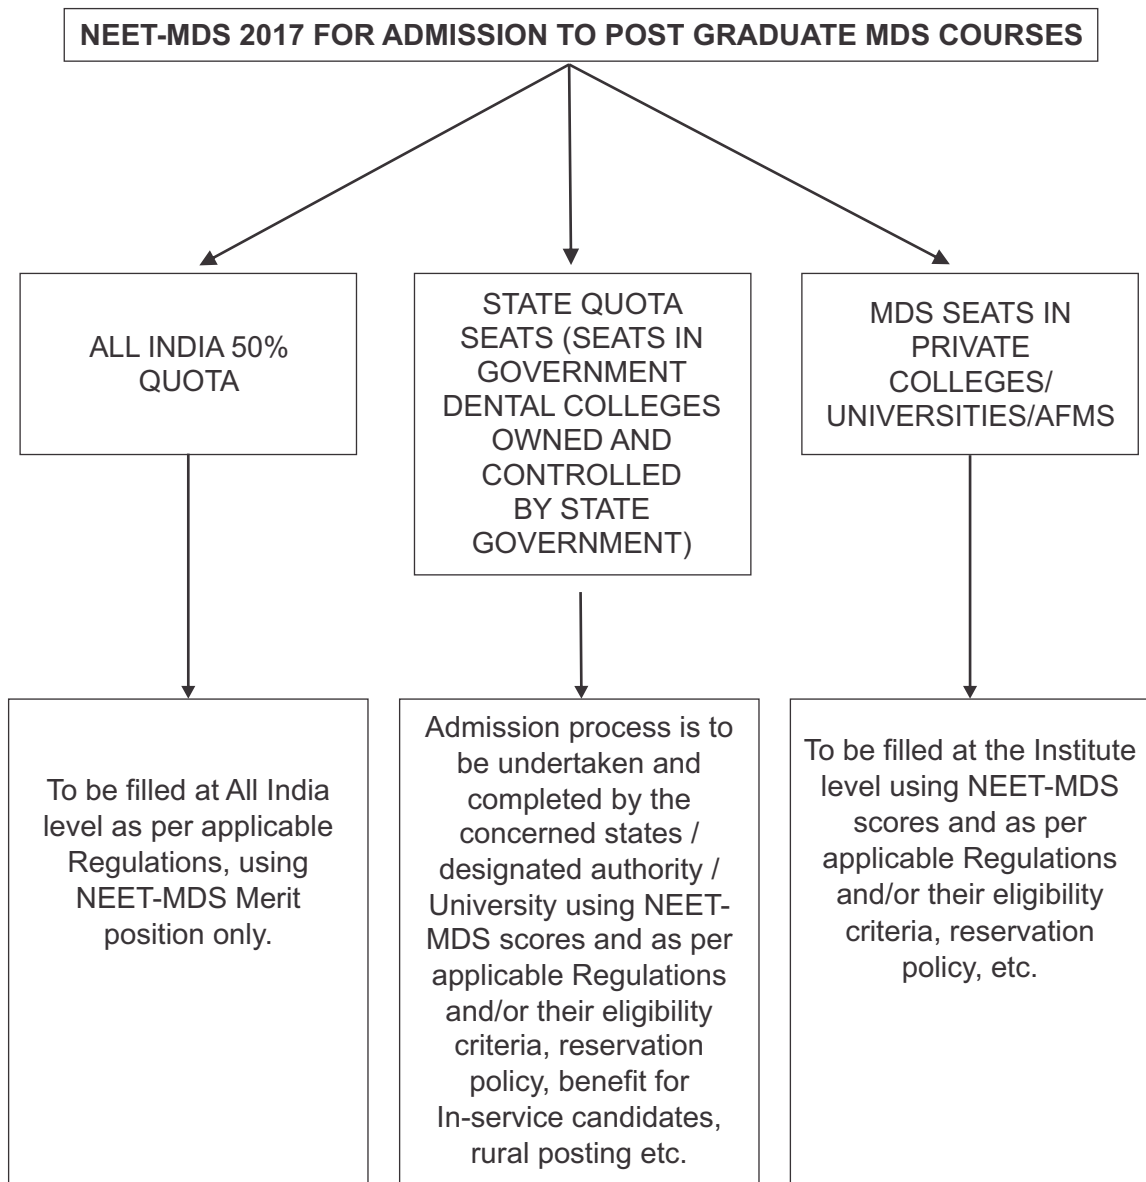 NEET-MDS 2017 FOR ADMISSION TO POST GRADUATE MDS COURSES
ALL INDIA 50%
QUOTA
STATE QUOTA
SEATS (SEATS IN
GOVERNMENT
DENTAL COLLEGES
OWNED AND
CONTROLLED
BY STATE
GOVERNMENT)
MDS SEATS IN
PRIVATE
COLLEGES/
UNIVERSITIES/AFMS
To be filled at All India
level as per applicable
Regulations, using
NEET-MDS Merit
position only.
Admission process is to
be undertaken and
completed by the
concerned states /
designated authority /
University using NEET-
MDS scores and as per
applicable Regulations
and/or their eligibility
criteria, reservation
policy, benefit for
In-service candidates,
rural posting etc.
To be filled at the Institute
level using NEET-MDS
scores and as per
applicable Regulations
and/or their eligibility
criteria, reservation
policy, etc.